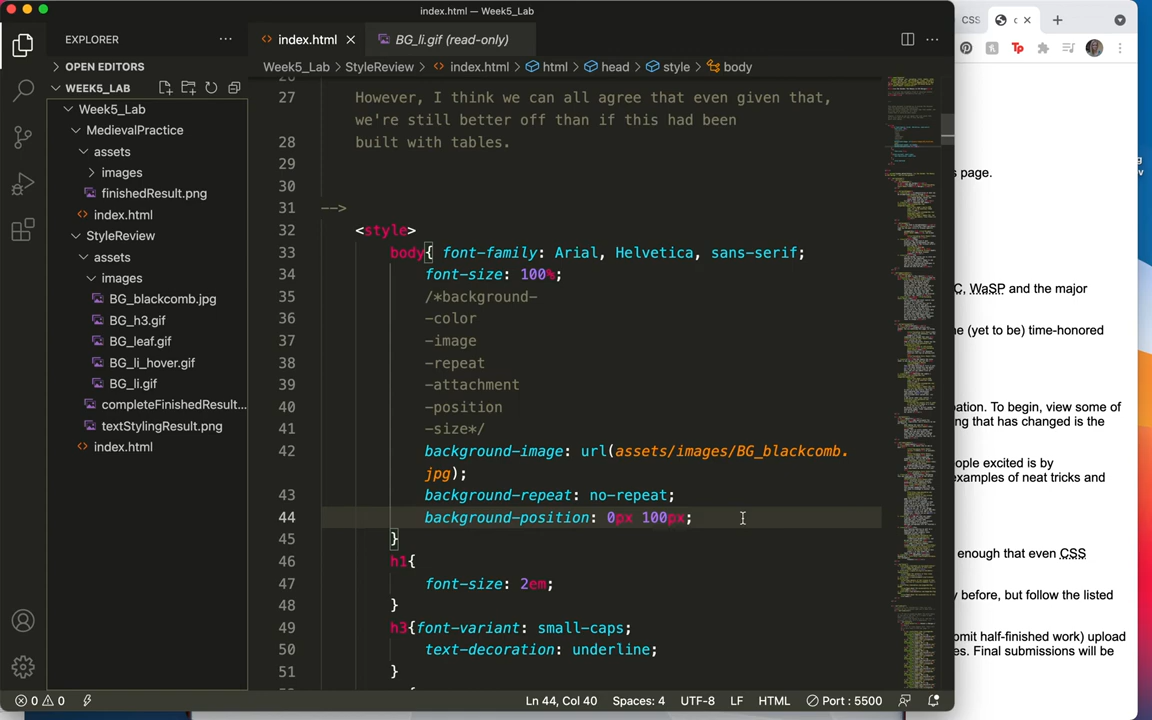 index.html — Week5_Lab
EXPLORER
index.html
BG_li.gif (read-only)
OPEN EDITORS
WEEK5_LAB
Week5_Lab
MedievalPractice
assets
images
finishedResult.png
index.html
StyleReview
assets
images
BG_blackcomb.jpg
BG_h3.gif
BG_leaf.gif
BG_li_hover.gif
BG_li.gif
completeFinishedResult...
textStylingResult.png
index.html
Week5_Lab > StyleReview > index.html > html > head > style > body
27 However, I think we can all agree that even given that,
we're still better off than if this had been
28 built with tables.
29
30
31 -->
32 <style>
33 body{ font-family: Arial, Helvetica, sans-serif;
34 font-size: 100%;
35 /*background-
36 -color
37 -image
38 -repeat
39 -attachment
40 -position
41 -size*/
42 background-image: url(assets/images/BG_blackcomb.
jpg);
43 background-repeat: no-repeat;
44 background-position: 0px 100px;
45 }
46 h1{
47 font-size: 2em;
48 }
49 h3{font-variant: small-caps;
50 text-decoration: underline;
51 }
Ln 44, Col 40 Spaces: 4 UTF-8 LF HTML Port : 5500
0 0
CSS
Tp
s page.
C, WaSP and the major
ne (yet to be) time-honored
pation. To begin, view some of
ng that has changed is the
ople excited is by
examples of neat tricks and
enough that even CSS
y before, but follow the listed
bmit half-finished work) upload
es. Final submissions will be